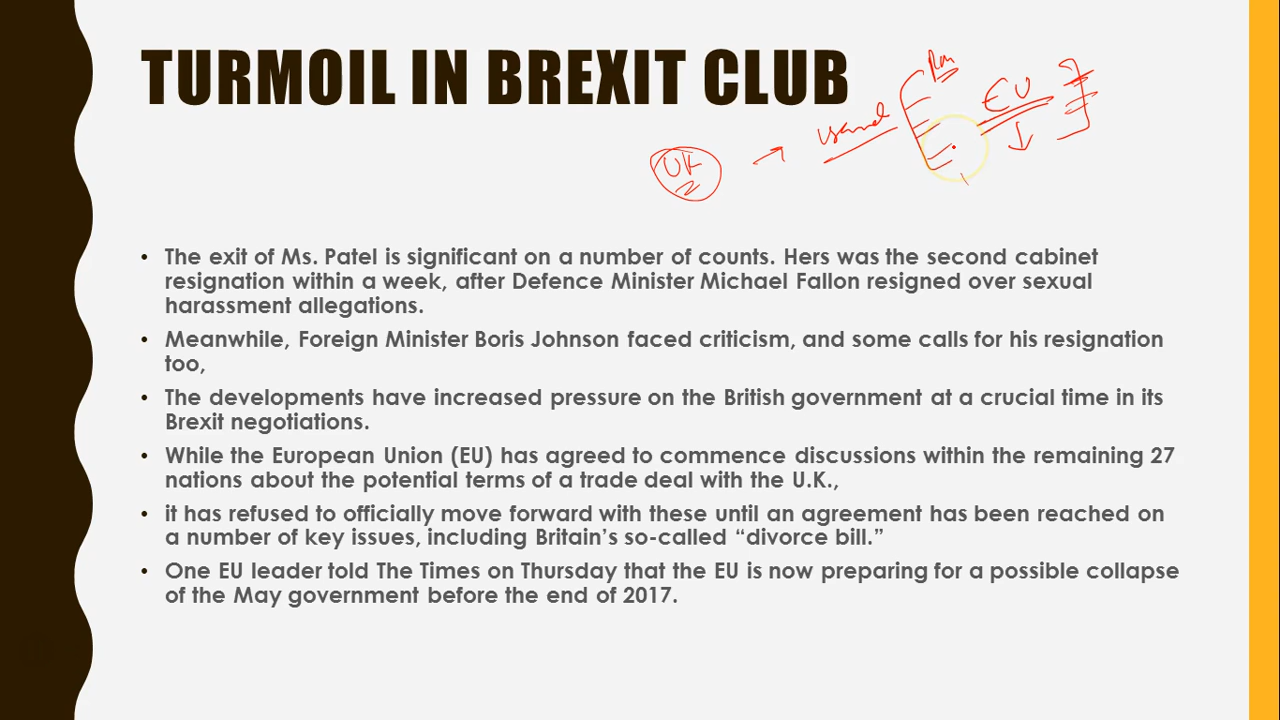 TURMOIL IN BREXIT CLUB
EU
UK
• The exit of Ms. Patel is significant on a number of counts. Hers was the second cabinet
resignation within a week, after Defence Minister Michael Fallon resigned over sexual
harassment allegations.
• Meanwhile, Foreign Minister Boris Johnson faced criticism, and some calls for his resignation
too,
• The developments have increased pressure on the British government at a crucial time in its
Brexit negotiations.
• While the European Union (EU) has agreed to commence discussions within the remaining 27
nations about the potential terms of a trade deal with the U.K.,
• it has refused to officially move forward with these until an agreement has been reached on
a number of key issues, including Britain’s so-called “divorce bill.”
• One EU leader told The Times on Thursday that the EU is now preparing for a possible collapse
of the May government before the end of 2017.